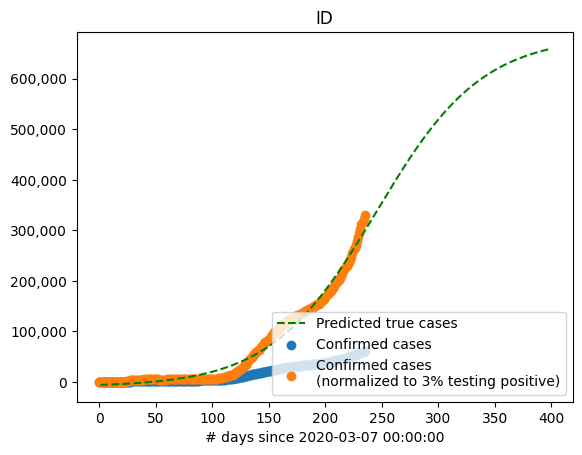 ID
600,000
500,000
400,000
300,000
200,000
100,000
0
Predicted true cases
Confirmed cases
Confirmed cases
(normalized to 3% testing positive)
0 50 100 150 200 250 300 350 400
# days since 2020-03-07 00:00:00